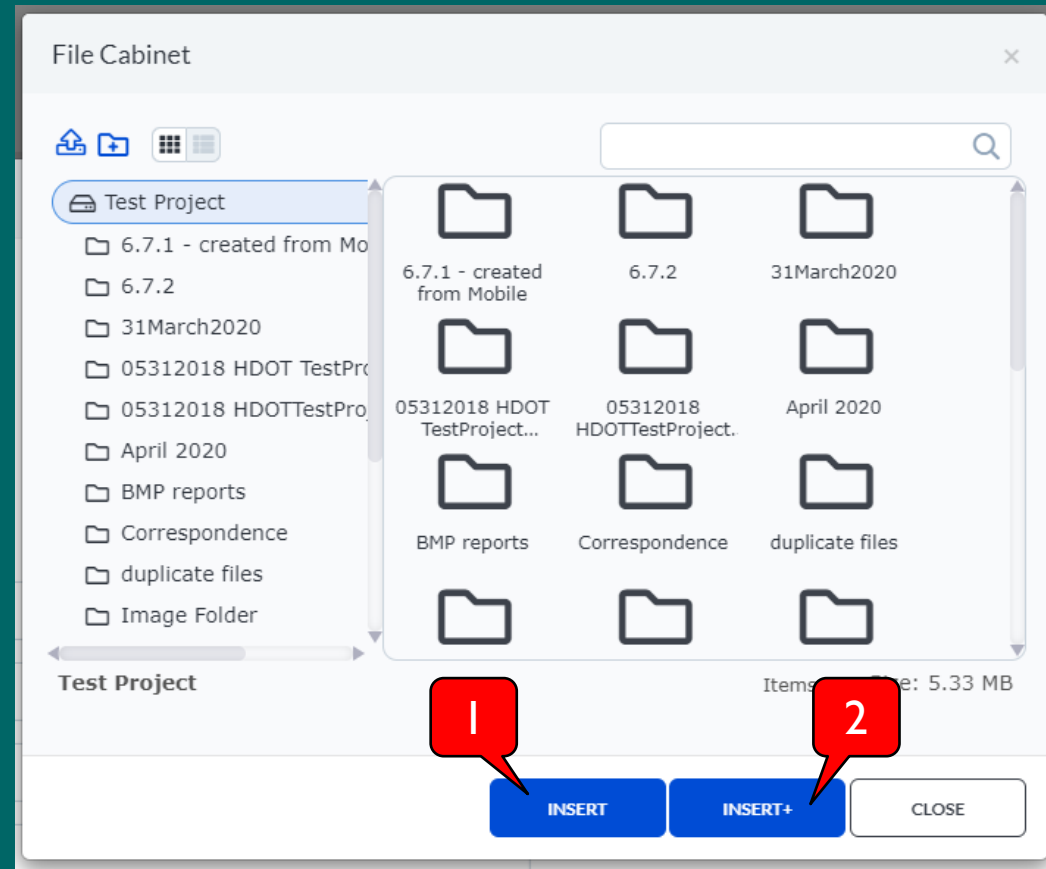 File Cabinet
×
Test Project
6.7.1 - created from Mo
6.7.2
31March2020
05312018 HDOT TestPro
05312018 HDOTTestPro
April 2020
BMP reports
Correspondence
duplicate files
Image Folder
6.7.1 - created
from Mobile
6.7.2
31March2020
05312018 HDOT
TestProject...
05312018
HDOTTestProject.
April 2020
BMP reports
Correspondence
duplicate files
Test Project
Items
Size: 5.33 MB
1
2
INSERT
INSERT+
CLOSE